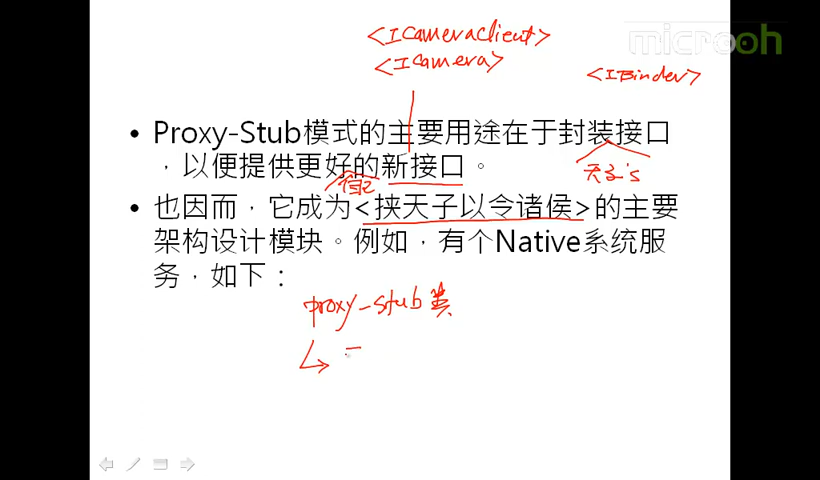 <ICameraClient>
microoh
<ICamera>
<IBinder>
• Proxy-Stub模式的主要用途在于封装接口
，以便提供更好的新接口。
天子's
自己
• 也因而，它成为<挟天子以令诸侯>的主要
架构设计模块。例如，有个Native系统服
务，如下：
proxy-stub类